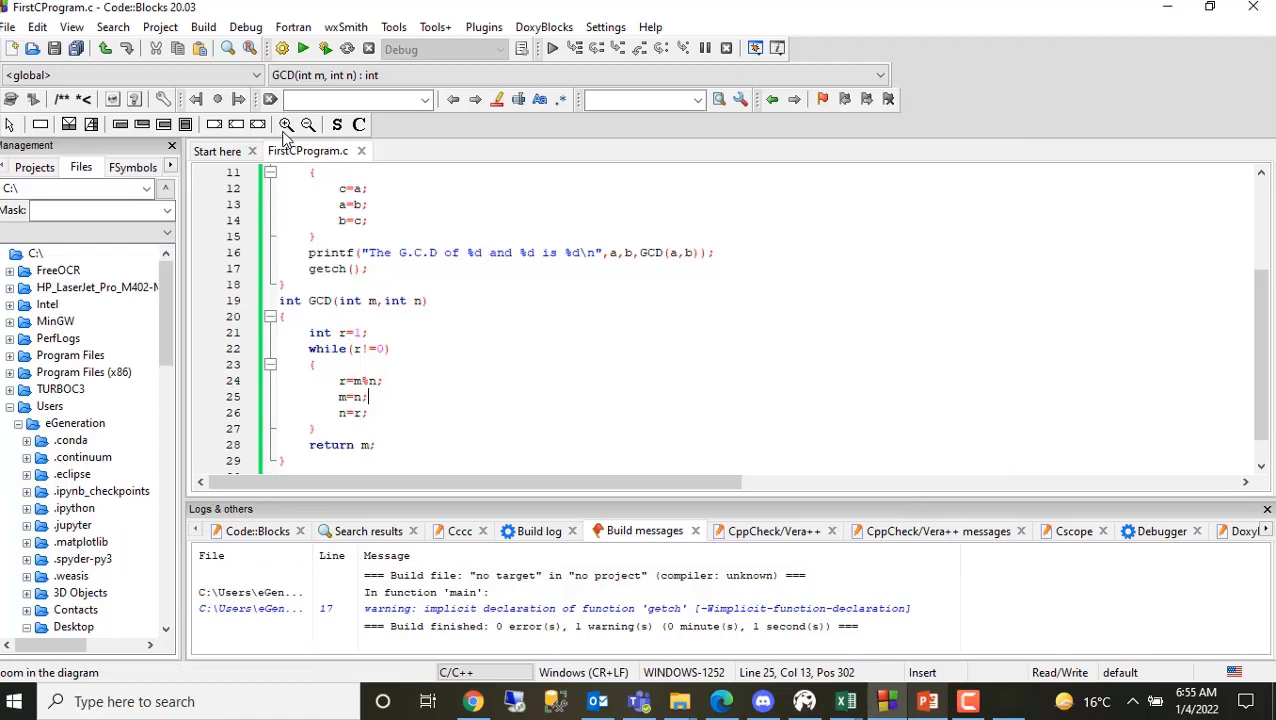 FirstCProgram.c - Code::Blocks 20.03
File Edit View Search Project Build Debug Fortran wxSmith Tools Tools+ Plugins DoxyBlocks Settings Help
Debug
<global> GCD(int m, int n) : int
/** *<
Aa .*
S C
Management
Start here FirstCProgram.c
Projects Files FSymbols
C:\
Mask:
C:\
FreeOCR
HP_LaserJet_Pro_M402-M
Intel
MinGW
PerfLogs
Program Files
Program Files (x86)
TURBOC3
Users
eGeneration
.conda
.continuum
.eclipse
.ipynb_checkpoints
.ipython
.jupyter
.matplotlib
.spyder-py3
.weasis
3D Objects
Contacts
Desktop
11 {
12 c=a;
13 a=b;
14 b=c;
15 }
16 printf("The G.C.D of %d and %d is %d\n",a,b,GCD(a,b));
17 getch();
18 }
19 int GCD(int m,int n)
20 {
21 int r=1;
22 while(r!=0)
23 {
24 r=m%n;
25 m=n;
26 n=r;
27 }
28 return m;
29 }
Logs & others
Code::Blocks Search results Cccc Build log Build messages CppCheck/Vera++ CppCheck/Vera++ messages Cscope Debugger Doxy
File Line Message
=== Build file: "no target" in "no project" (compiler: unknown) ===
C:\Users\eGen... In function 'main':
C:\Users\eGen... 17 warning: implicit declaration of function 'getch' [-Wimplicit-function-declaration]
=== Build finished: 0 error(s), 1 warning(s) (0 minute(s), 1 second(s)) ===
oom in the diagram C/C++ Windows (CR+LF) WINDOWS-1252 Line 25, Col 13, Pos 302 Insert Read/Write default
Type here to search 16°C 6:55 AM
1/4/2022